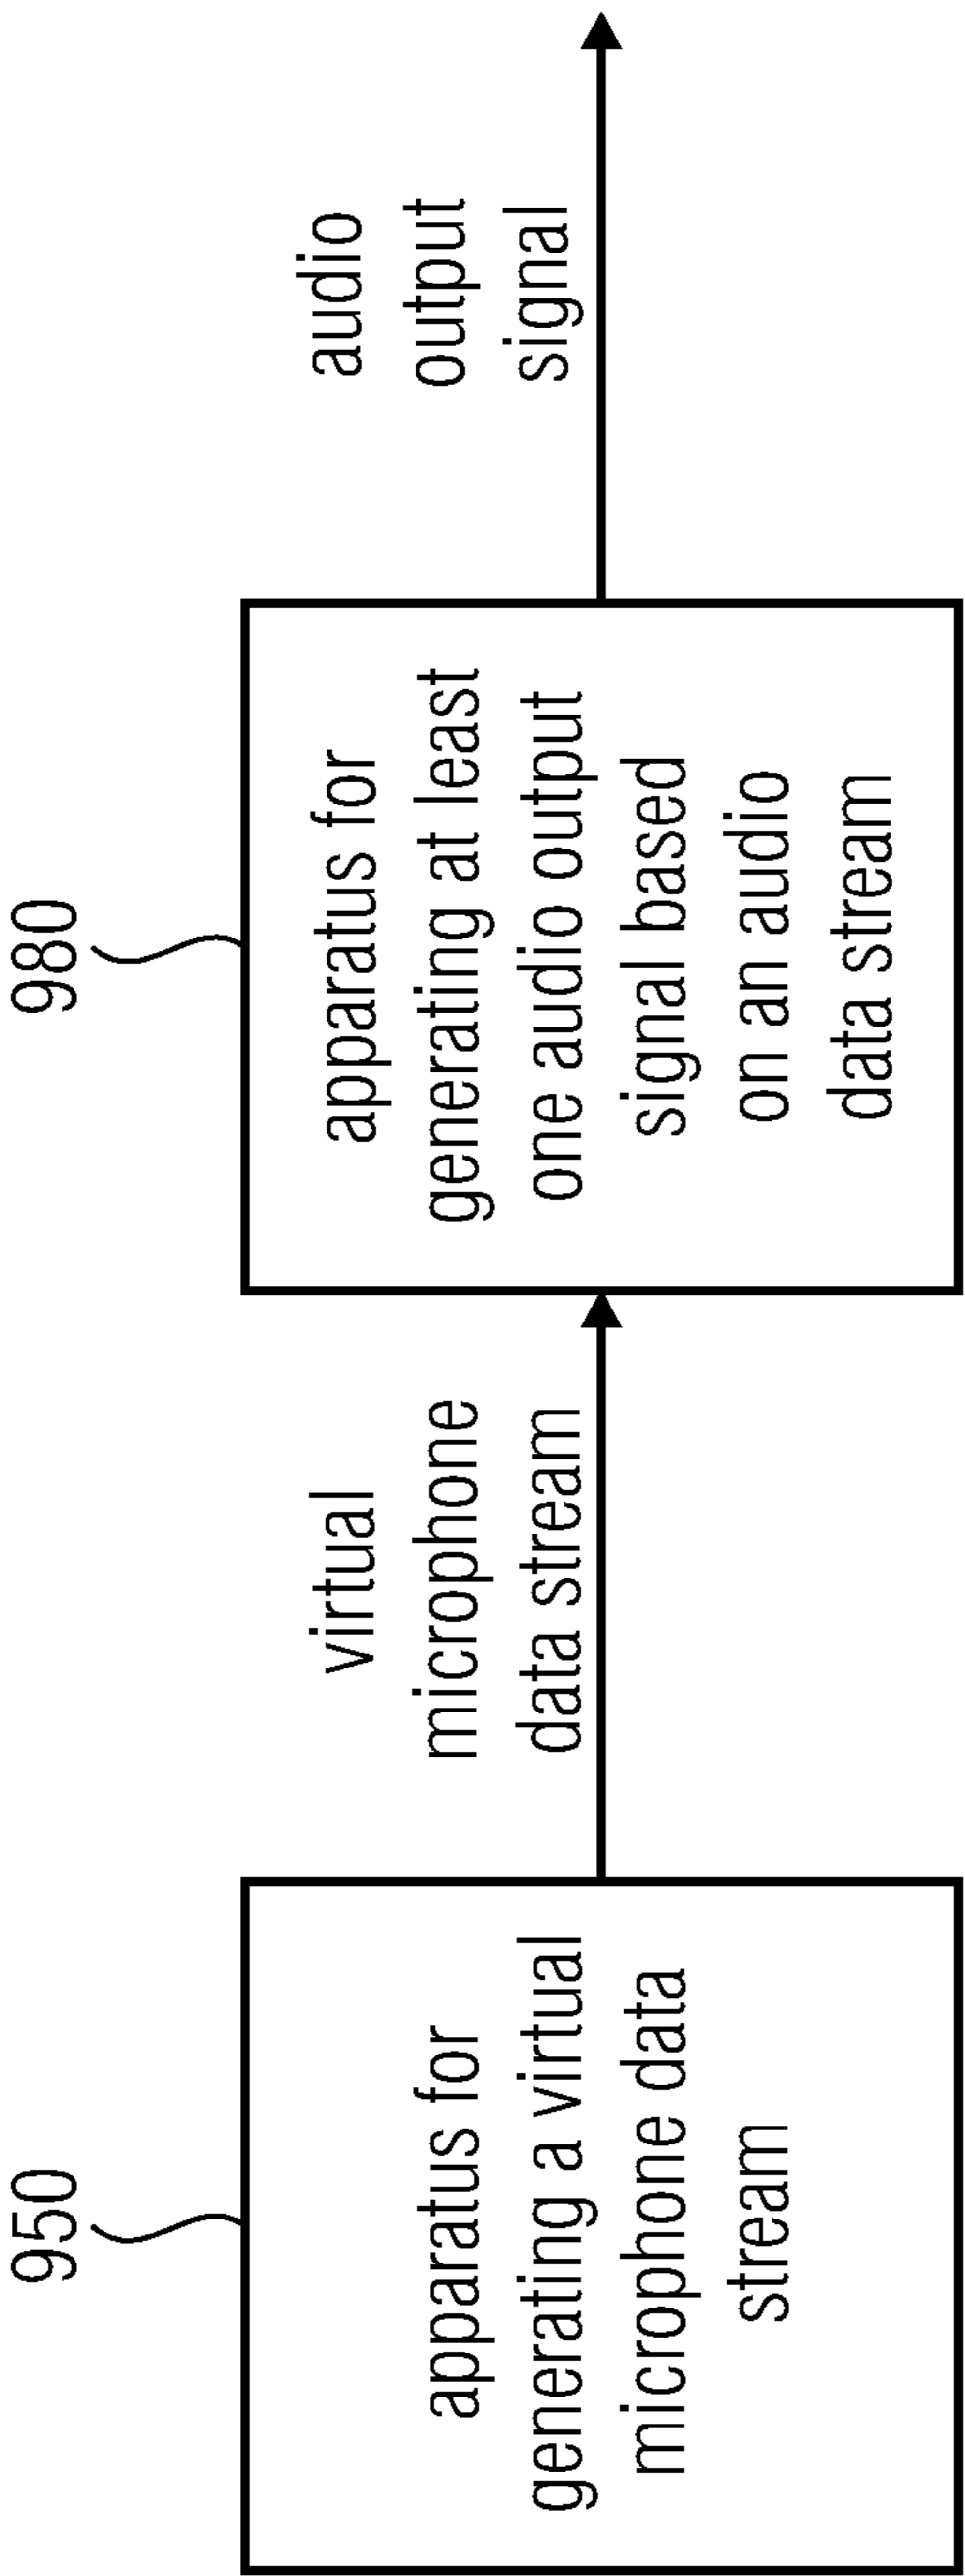 950
apparatus for
generating a virtual
microphone data
stream
virtual
microphone
data stream
980
apparatus for
generating at least
one audio output
signal based
on an audio
data stream
audio
output
signal